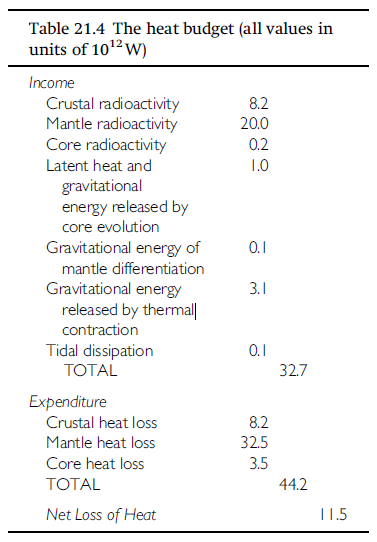 Table 21.4 The heat budget (all values in
units of 10¹² W)
Income
Crustal radioactivity 8.2
Mantle radioactivity 20.0
Core radioactivity 0.2
Latent heat and 1.0
gravitational
energy released by
core evolution
Gravitational energy of 0.1
mantle differentiation
Gravitational energy 3.1
released by thermal
contraction
Tidal dissipation 0.1
TOTAL 32.7
Expenditure
Crustal heat loss 8.2
Mantle heat loss 32.5
Core heat loss 3.5
TOTAL 44.2
Net Loss of Heat 11.5